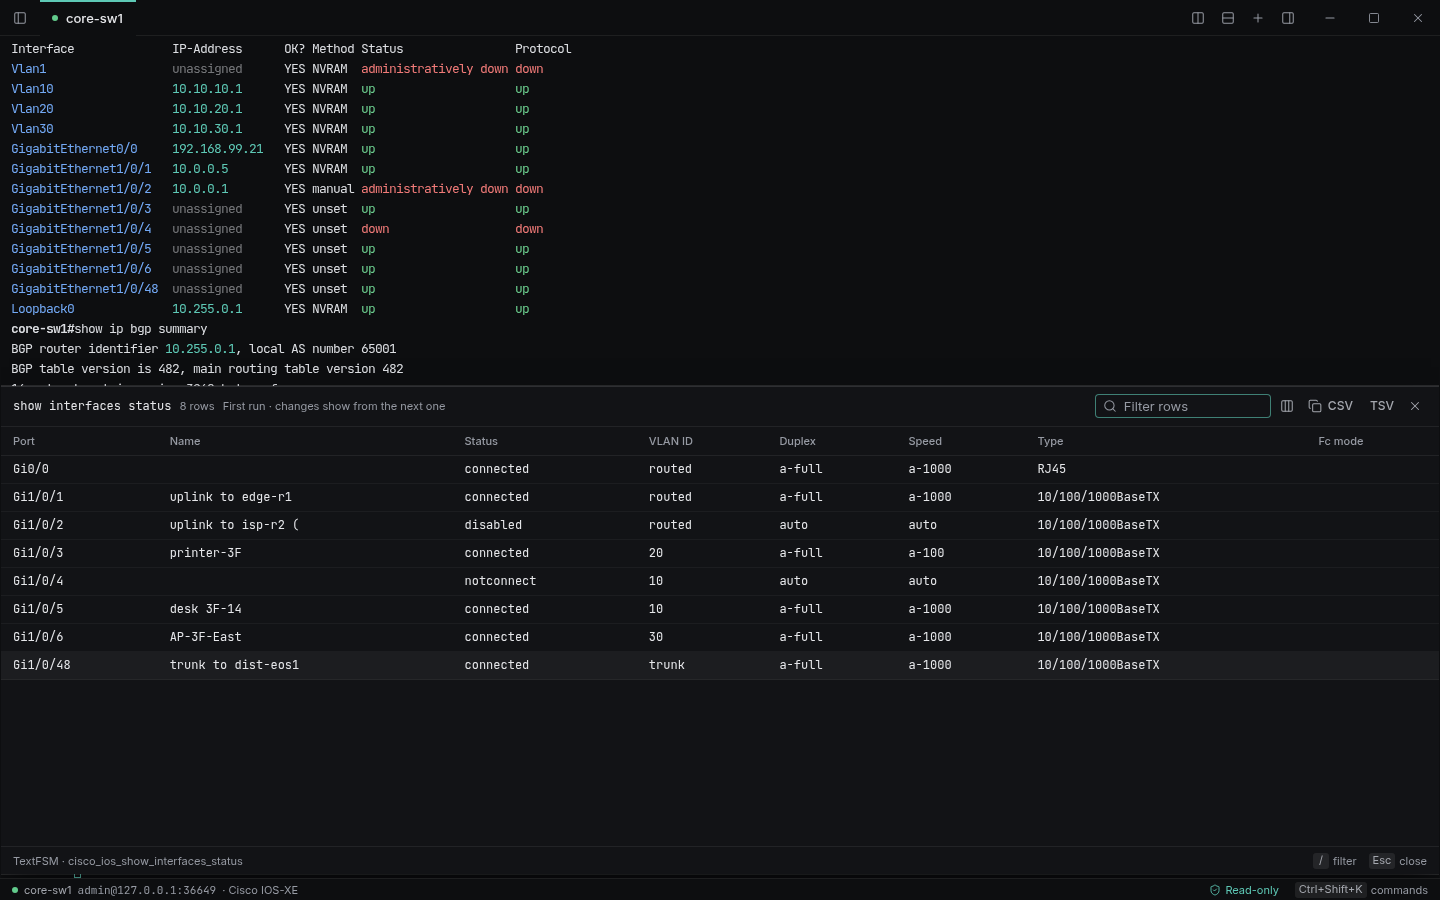 core-sw1
Interface IP-Address OK? Method Status Protocol
Vlan1 unassigned YES NVRAM administratively down down
Vlan10 10.10.10.1 YES NVRAM up up
Vlan20 10.10.20.1 YES NVRAM up up
Vlan30 10.10.30.1 YES NVRAM up up
GigabitEthernet0/0 192.168.99.21 YES NVRAM up up
GigabitEthernet1/0/1 10.0.0.5 YES NVRAM up up
GigabitEthernet1/0/2 10.0.0.1 YES manual administratively down down
GigabitEthernet1/0/3 unassigned YES unset up up
GigabitEthernet1/0/4 unassigned YES unset down down
GigabitEthernet1/0/5 unassigned YES unset up up
GigabitEthernet1/0/6 unassigned YES unset up up
GigabitEthernet1/0/48 unassigned YES unset up up
Loopback0 10.255.0.1 YES NVRAM up up
core-sw1#show ip bgp summary
BGP router identifier 10.255.0.1, local AS number 65001
BGP table version is 482, main routing table version 482
show interfaces status 8 rows First run · changes show from the next one Filter rows CSV TSV
Port Name Status VLAN ID Duplex Speed Type Fc mode
Gi0/0 connected routed a-full a-1000 RJ45
Gi1/0/1 uplink to edge-r1 connected routed a-full a-1000 10/100/1000BaseTX
Gi1/0/2 uplink to isp-r2 ( disabled routed auto auto 10/100/1000BaseTX
Gi1/0/3 printer-3F connected 20 a-full a-100 10/100/1000BaseTX
Gi1/0/4 notconnect 10 auto auto 10/100/1000BaseTX
Gi1/0/5 desk 3F-14 connected 10 a-full a-1000 10/100/1000BaseTX
Gi1/0/6 AP-3F-East connected 30 a-full a-1000 10/100/1000BaseTX
Gi1/0/48 trunk to dist-eos1 connected trunk a-full a-1000 10/100/1000BaseTX
TextFSM · cisco_ios_show_interfaces_status / filter Esc close
core-sw1 admin@127.0.0.1:36649 · Cisco IOS-XE Read-only Ctrl+Shift+K commands